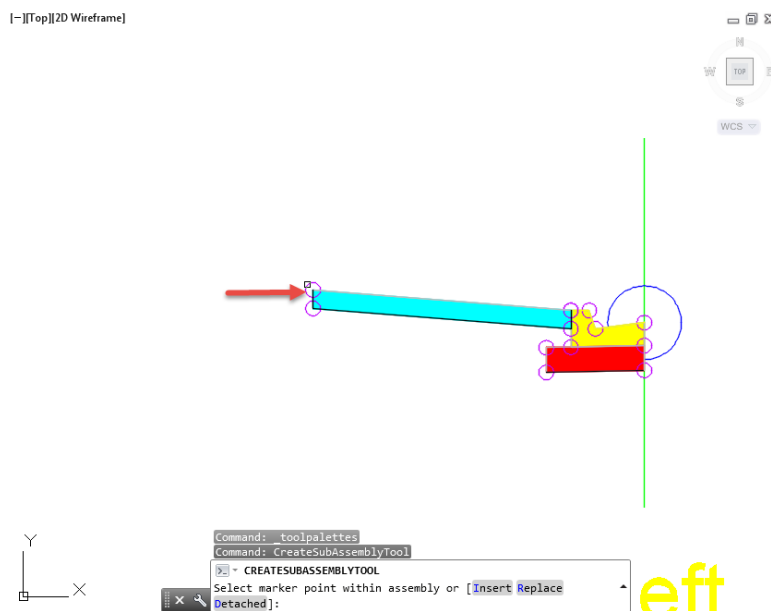 [−][Top][2D Wireframe]
N
W
TOP
E
S
WCS
Y
X
Command: _toolpalettes
Command: CreateSubAssemblyTool
CREATESUBASSEMBLYTOOL
Select marker point within assembly or [Insert Replace
Detached]:
eft